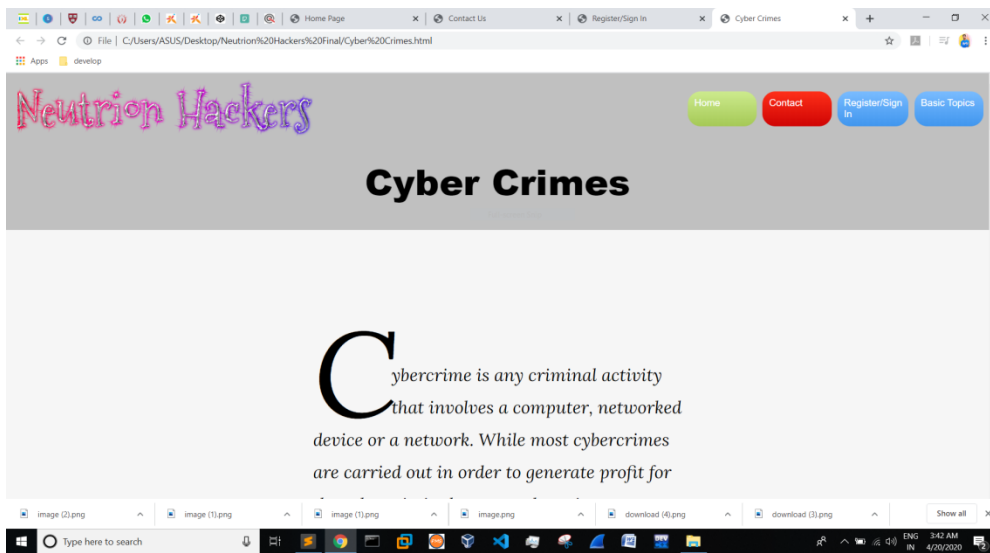 Home Page
Contact Us
Register/Sign In
Cyber Crimes
File | C:/Users/ASUS/Desktop/Neutrion%20Hackers%20Final/Cyber%20Crimes.html
Apps develop
Neutrion Hackers
Home
Contact
Register/Sign
In
Basic Topics
Cyber Crimes
Cybercrime is any criminal activity
that involves a computer, networked
device or a network. While most cybercrimes
are carried out in order to generate profit for
image (2).png
image (1).png
image (1).png
image.png
download (4).png
download (3).png
Show all
Type here to search
ENG
IN
3:42 AM
4/20/2020